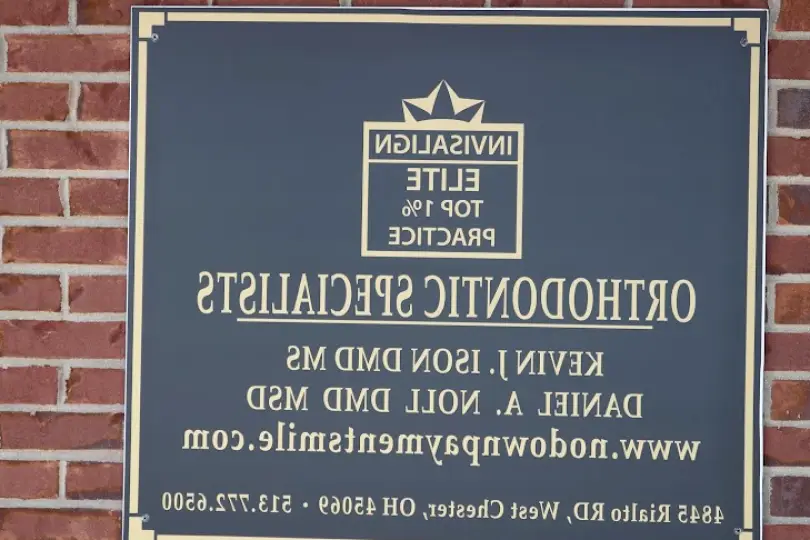 INVISALIGN
ELITE
TOP 1%
PRACTICE
ORTHODONTIC SPECIALISTS
KEVIN J. ISON DMD MS
DANIEL A. NOLL DMD MSD
www.nodownpaymentsmile.com
4845 Rialto RD, West Chester, OH 45069 • 513.772.6500